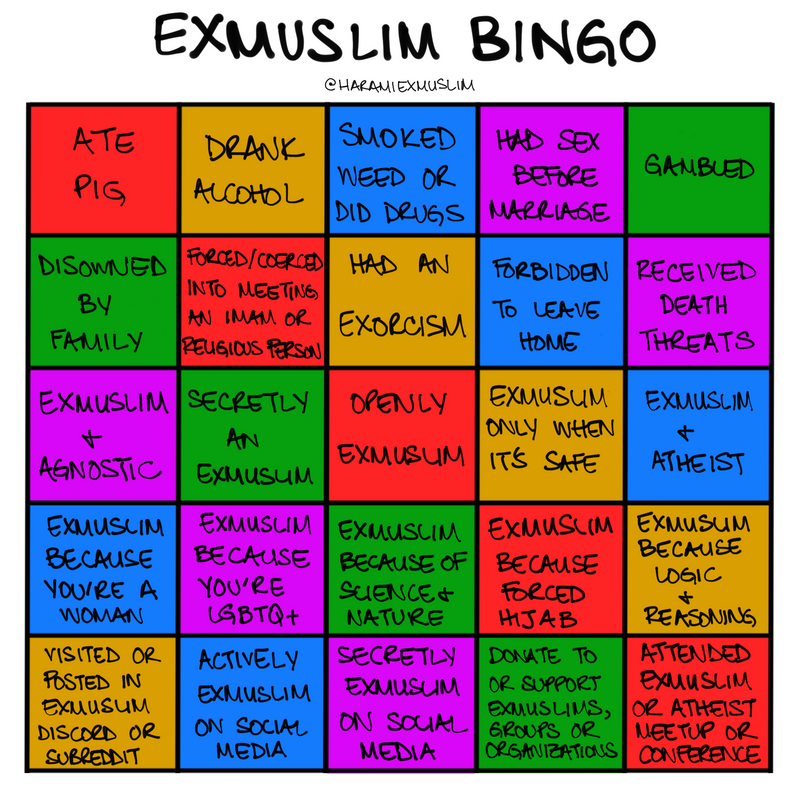 EXMUSLIM BINGO
@HARAMIEXMUSLIM
ATE
PIG
DRANK
ALCOHOL
SMOKED
WEED OR
DID DRUGS
HAD SEX
BEFORE
MARRIAGE
GAMBLED
DISOWNED
BY
FAMILY
FORCED/COERCED
INTO MEETING
AN IMAM OR
RELIGIOUS PERSON
HAD AN
EXORCISM
FORBIDDEN
TO LEAVE
HOME
RECEIVED
DEATH
THREATS
EXMUSLIM
+
AGNOSTIC
SECRETLY
AN
EXMUSLIM
OPENLY
EXMUSLIM
EXMUSLIM
ONLY WHEN
IT'S SAFE
EXMUSLIM
+
ATHEIST
EXMUSLIM
BECAUSE
YOU'RE A
WOMAN
EXMUSLIM
BECAUSE
YOU'RE
LGBTQ+
EXMUSLIM
BECAUSE OF
SCIENCE +
NATURE
EXMUSLIM
BECAUSE
FORCED
HIJAB
EXMUSLIM
BECAUSE
LOGIC
+
REASONING
VISITED OR
POSTED IN
EXMUSLIM
DISCORD OR
SUBREDDIT
ACTIVELY
EXMUSLIM
ON SOCIAL
MEDIA
SECRETLY
EXMUSLIM
ON SOCIAL
MEDIA
DONATE TO
OR SUPPORT
EXMUSLIMS,
GROUPS OR
ORGANIZATIONS
ATTENDED
EXMUSLIM
OR ATHEIST
MEETUP OR
CONFERENCE